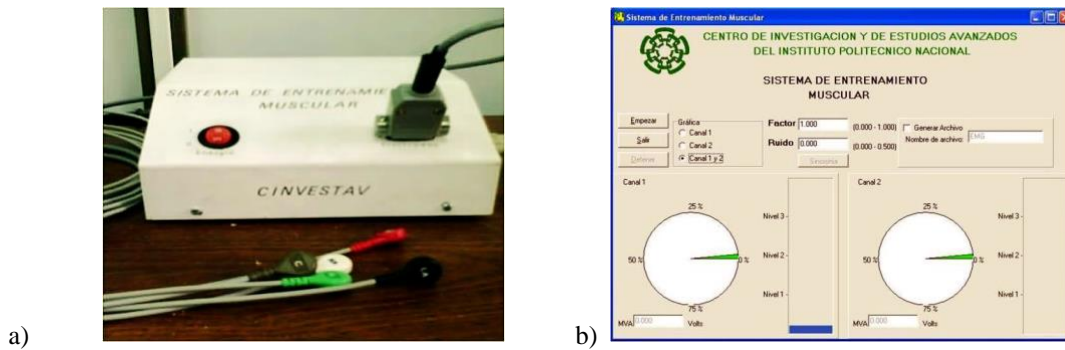 SISTEMA DE ENTRENAMIE
MUSCULAR
CINVESTAV
a)
Sistema de Entrenamiento Muscular
CENTRO DE INVESTIGACION Y DE ESTUDIOS AVANZADOS
DEL INSTITUTO POLITECNICO NACIONAL
SISTEMA DE ENTRENAMIENTO
MUSCULAR
Empezar
Salir
Detener
Gráfica
Canal 1
Canal 2
Canal 1 y 2
Factor 1.000 (0.000 - 1.000)
Ruido 0.000 (0.000 - 0.500)
Generar Archivo
Nombre de archivo: EMG
Canal 1
25 %
50 %
0 %
75 %
Nivel 3 -
Nivel 2 -
Nivel 1 -
MVA 0.000 Volts
Canal 2
25 %
50 %
0 %
75 %
Nivel 3 -
Nivel 2 -
Nivel 1 -
MVA 0.000 Volts
b)